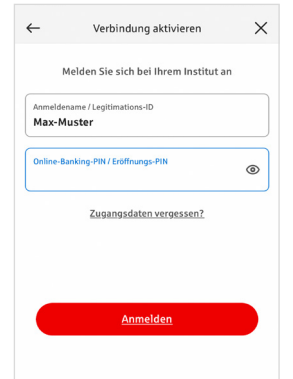 Verbindung aktivieren
Melden Sie sich bei Ihrem Institut an
Anmeldename / Legitimations-ID
Max-Muster
Online-Banking-PIN / Eröffnungs-PIN
Zugangsdaten vergessen?
Anmelden